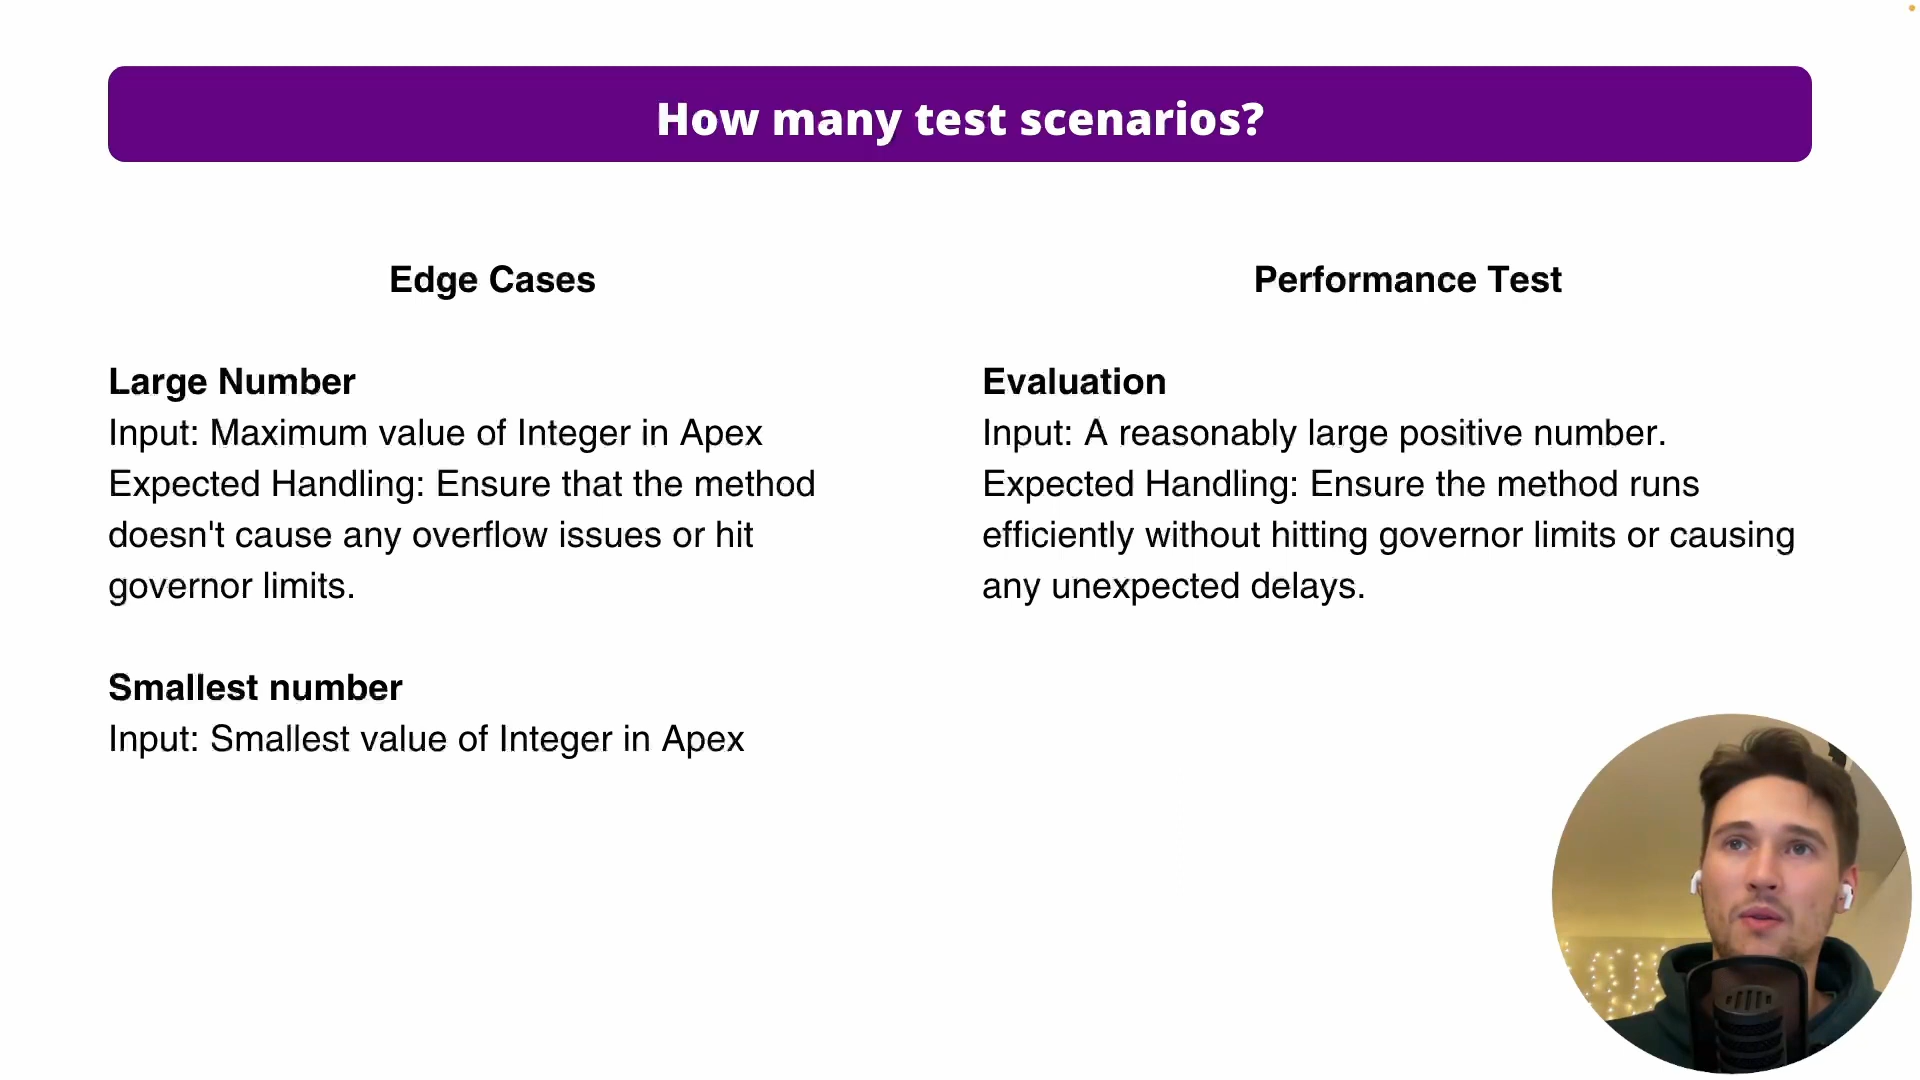 How many test scenarios?
Edge Cases
Large Number
Input: Maximum value of Integer in Apex
Expected Handling: Ensure that the method
doesn't cause any overflow issues or hit
governor limits.
Smallest number
Input: Smallest value of Integer in Apex
Performance Test
Evaluation
Input: A reasonably large positive number.
Expected Handling: Ensure the method runs
efficiently without hitting governor limits or causing
any unexpected delays.